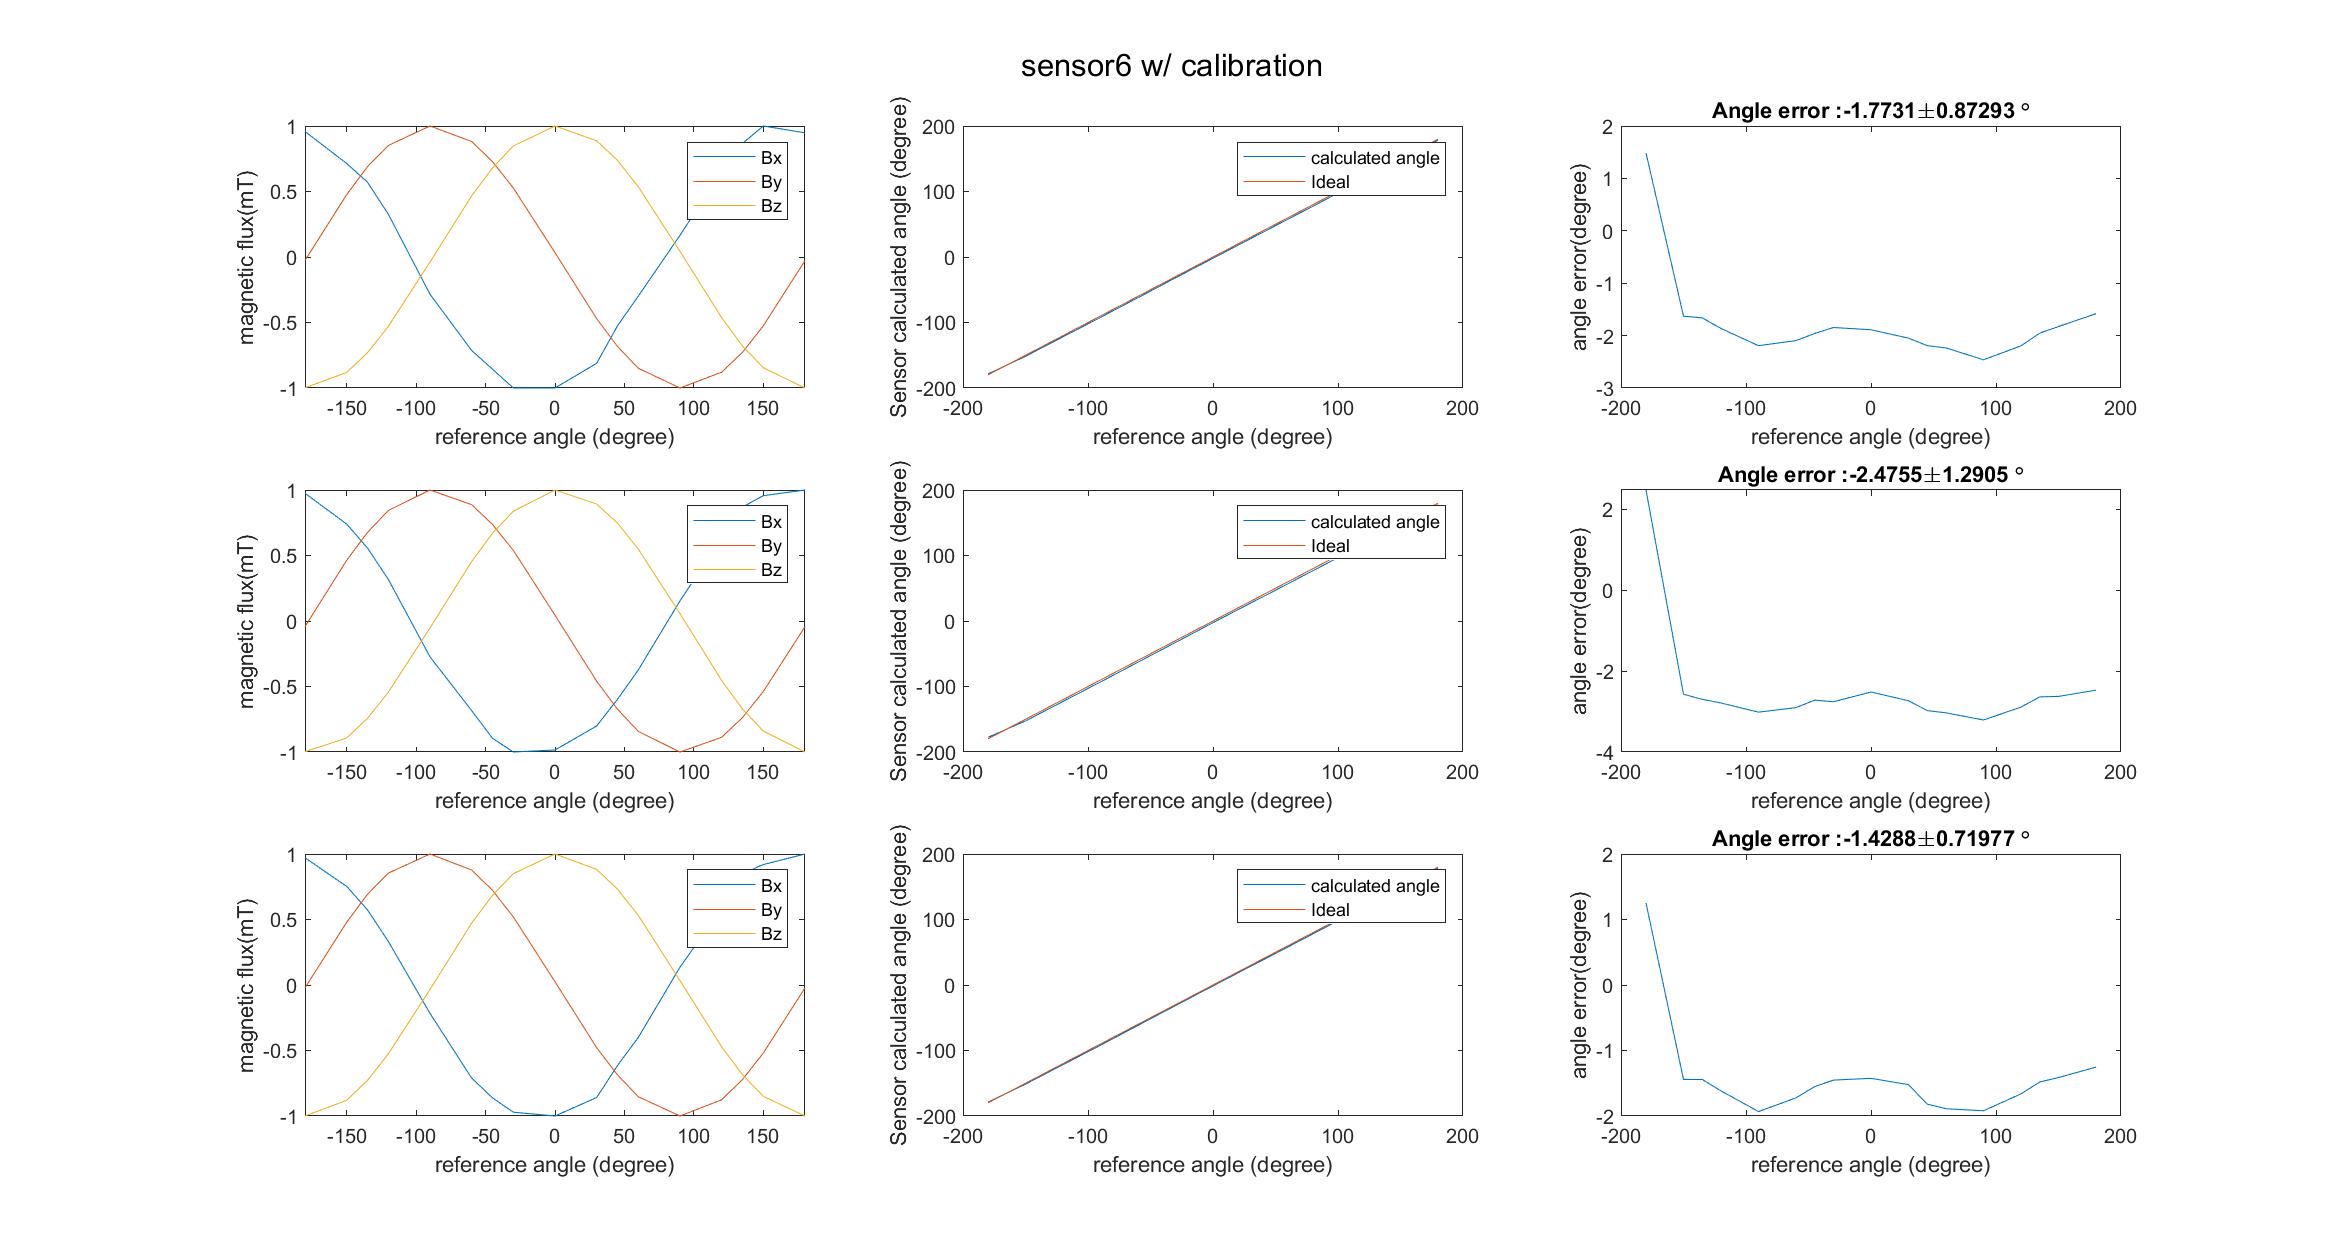 sensor6 w/ calibration
magnetic flux(mT)
1
0.5
0
-0.5
-1
-150 -100 -50 0 50 100 150
reference angle (degree)
Bx
By
Bz
Sensor calculated angle (degree)
200
100
0
-100
-200
-200 -100 0 100 200
reference angle (degree)
calculated angle
Ideal
Angle error :-1.7731±0.87293 °
angle error(degree)
2
1
0
-1
-2
-3
-200 -100 0 100 200
reference angle (degree)
magnetic flux(mT)
1
0.5
0
-0.5
-1
-150 -100 -50 0 50 100 150
reference angle (degree)
Bx
By
Bz
Sensor calculated angle (degree)
200
100
0
-100
-200
-200 -100 0 100 200
reference angle (degree)
calculated angle
Ideal
Angle error :-2.4755±1.2905 °
angle error(degree)
2
0
-2
-4
-200 -100 0 100 200
reference angle (degree)
magnetic flux(mT)
1
0.5
0
-0.5
-1
-150 -100 -50 0 50 100 150
reference angle (degree)
Bx
By
Bz
Sensor calculated angle (degree)
200
100
0
-100
-200
-200 -100 0 100 200
reference angle (degree)
calculated angle
Ideal
Angle error :-1.4288±0.71977 °
angle error(degree)
2
1
0
-1
-2
-200 -100 0 100 200
reference angle (degree)